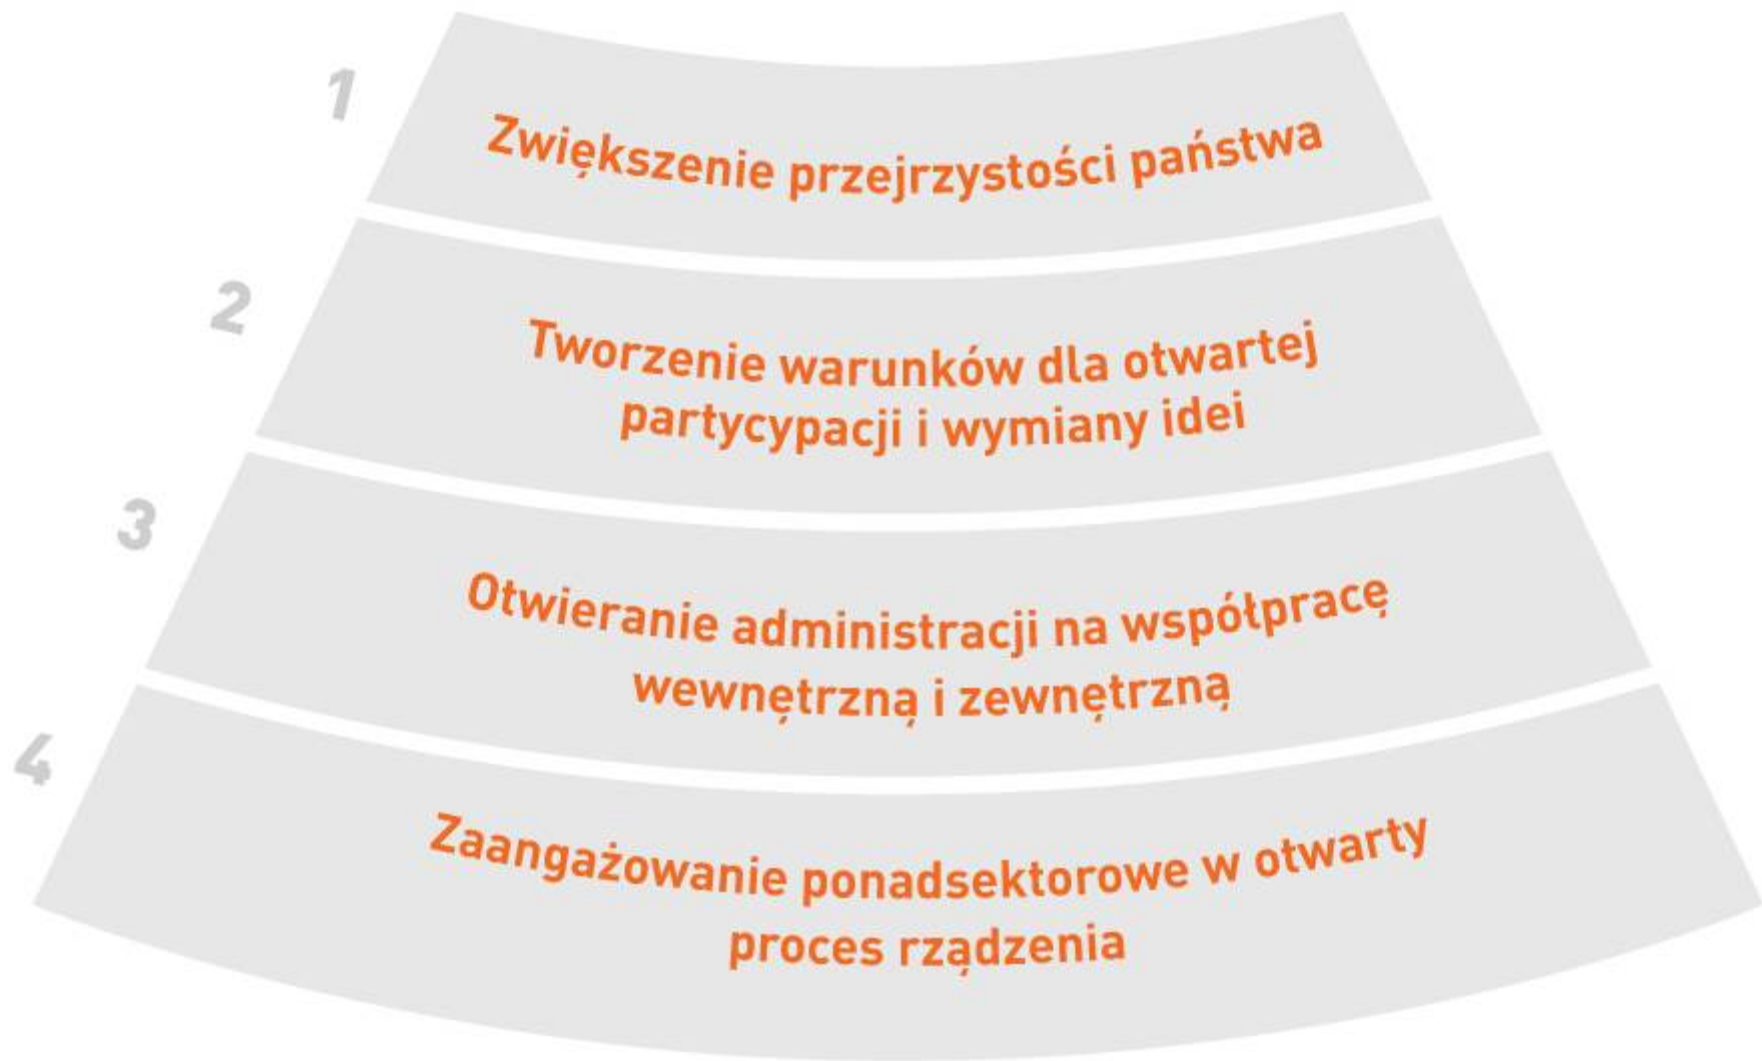 1
Zwiększenie przejrzystości państwa
2
Tworzenie warunków dla otwartej
partycypacji i wymiany idei
3
Otwieranie administracji na współpracę
wewnętrzną i zewnętrzną
4
Zaangażowanie ponadsektorowe w otwarty
proces rządzenia